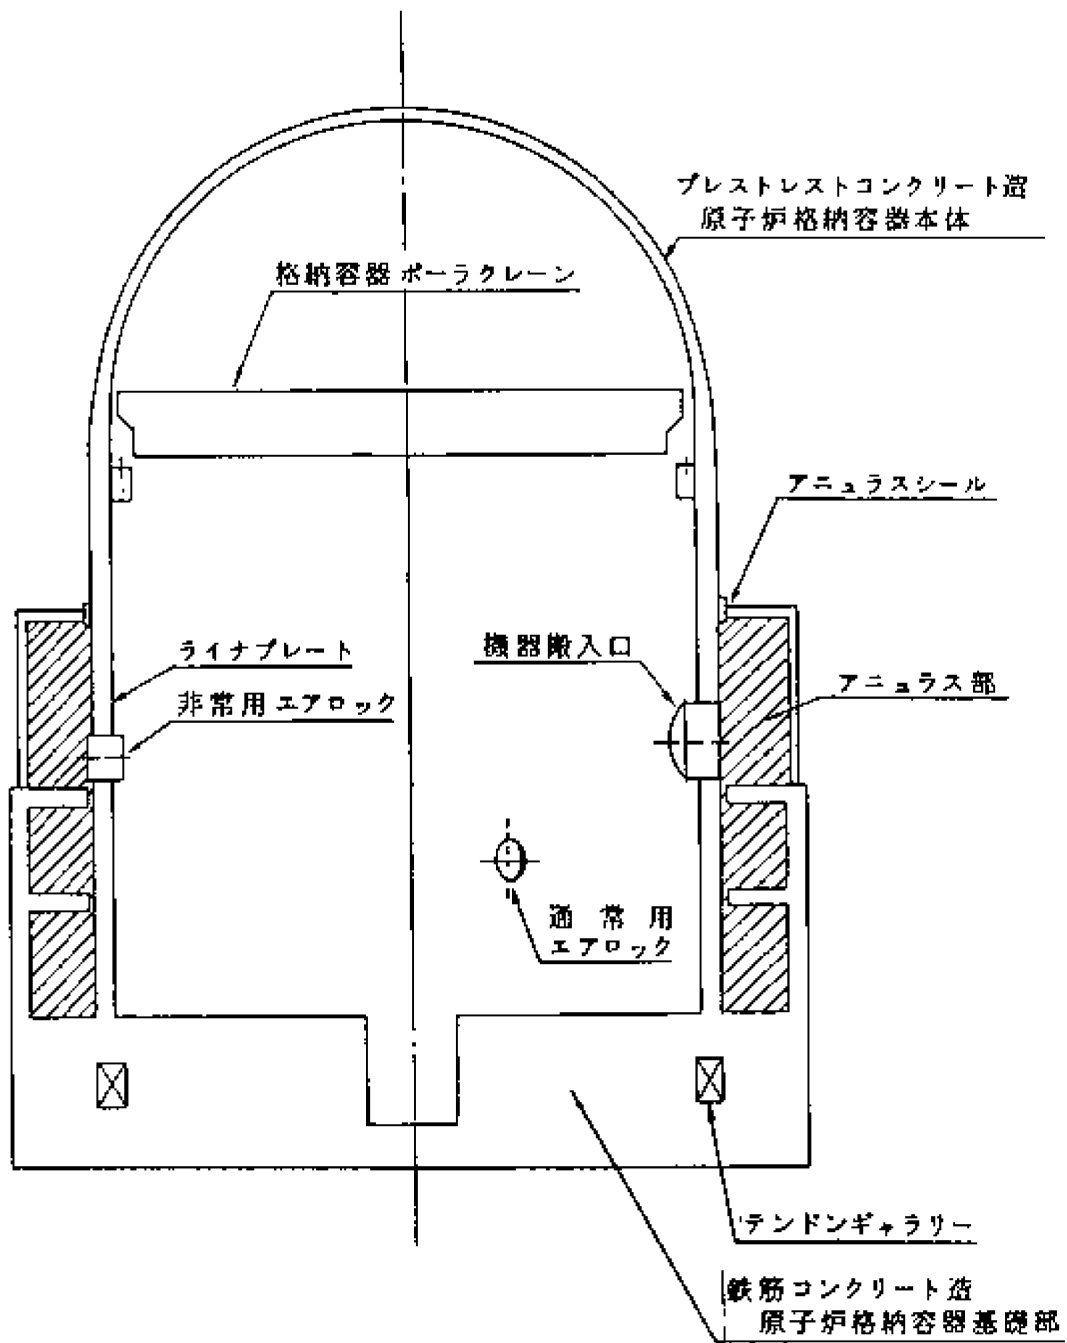 プレストレストコンクリート造
原子炉格納容器本体
格納容器ポーラクレーン
アニュラスシール
ライナプレート
機器搬入口
アニュラス部
非常用エアロック
通常用
エアロック
テンドンギャラリー
鉄筋コンクリート造
原子炉格納容器基礎部